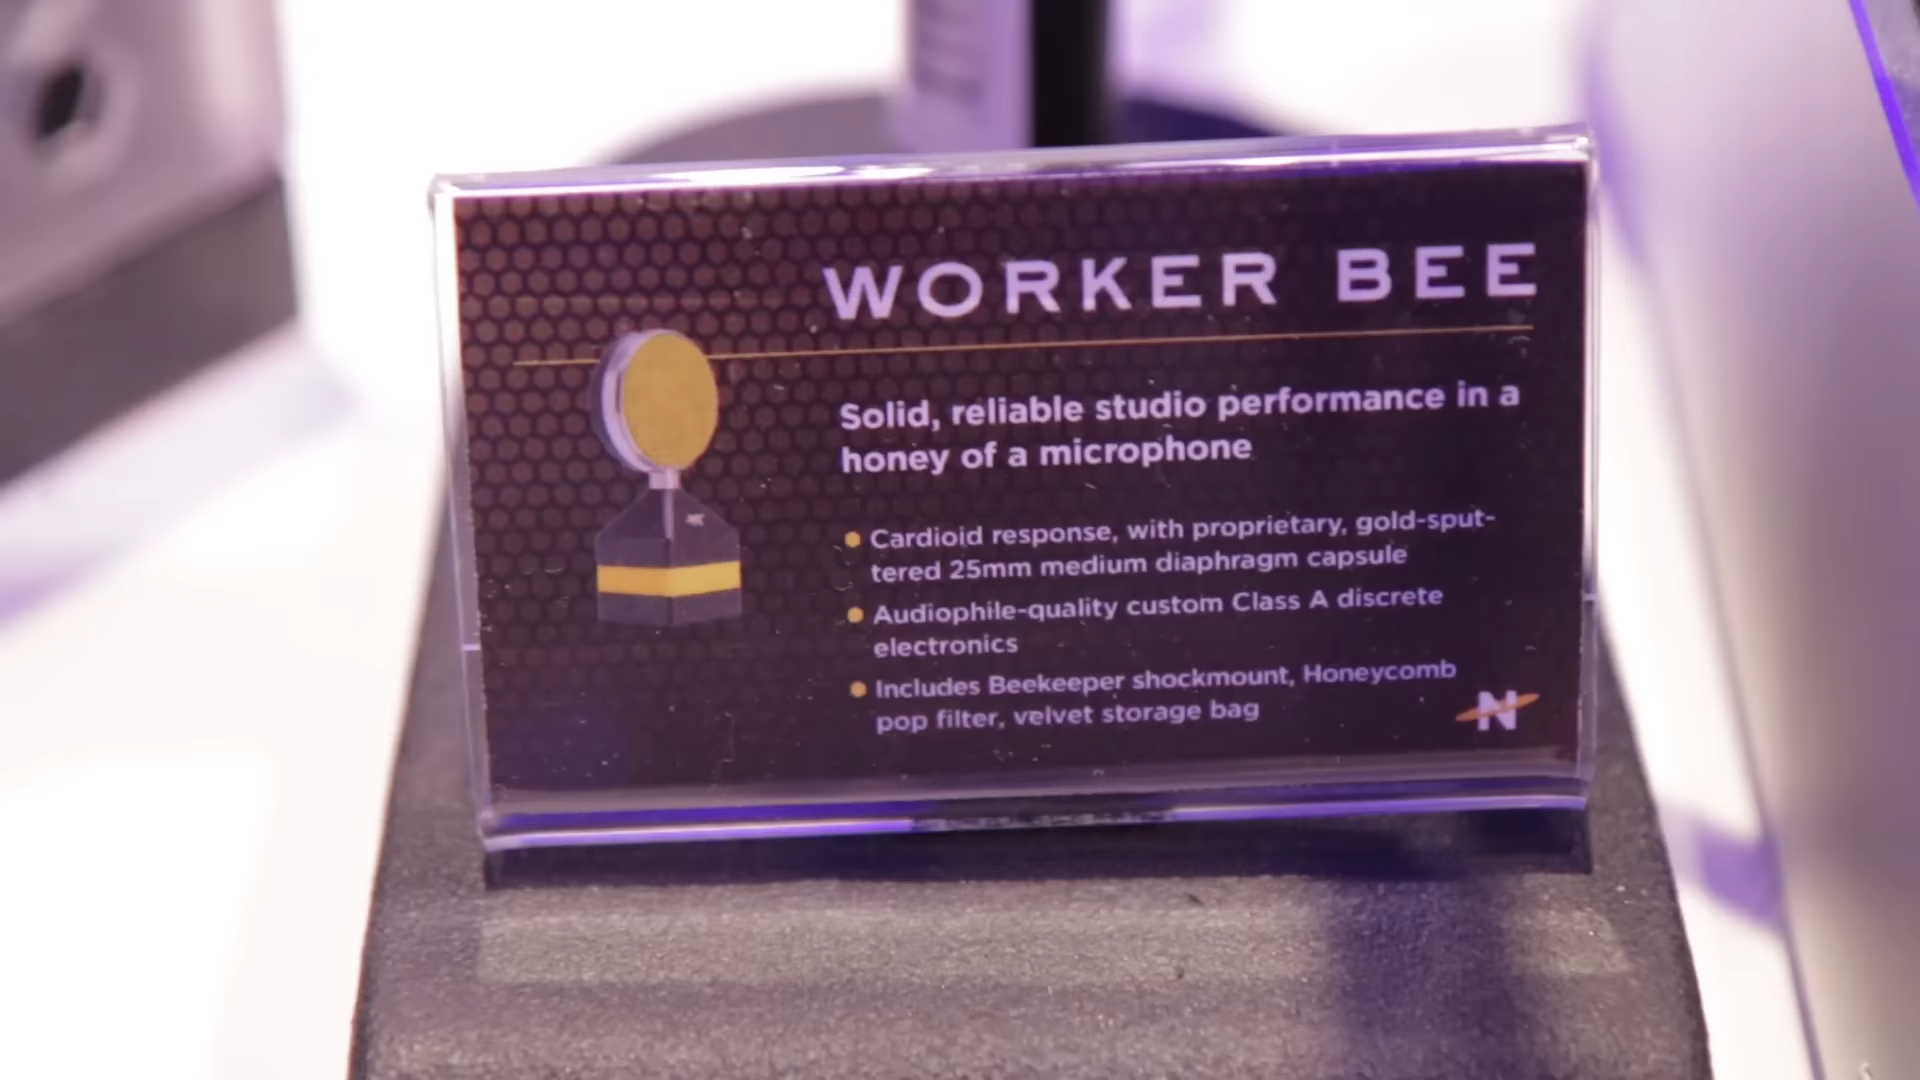 WORKER BEE
Solid, reliable studio performance in a
honey of a microphone
Cardioid response, with proprietary, gold-sput-
tered 25mm medium diaphragm capsule
Audiophile-quality custom Class A discrete
electronics
Includes Beekeeper shockmount, Honeycomb
pop filter, velvet storage bag
N